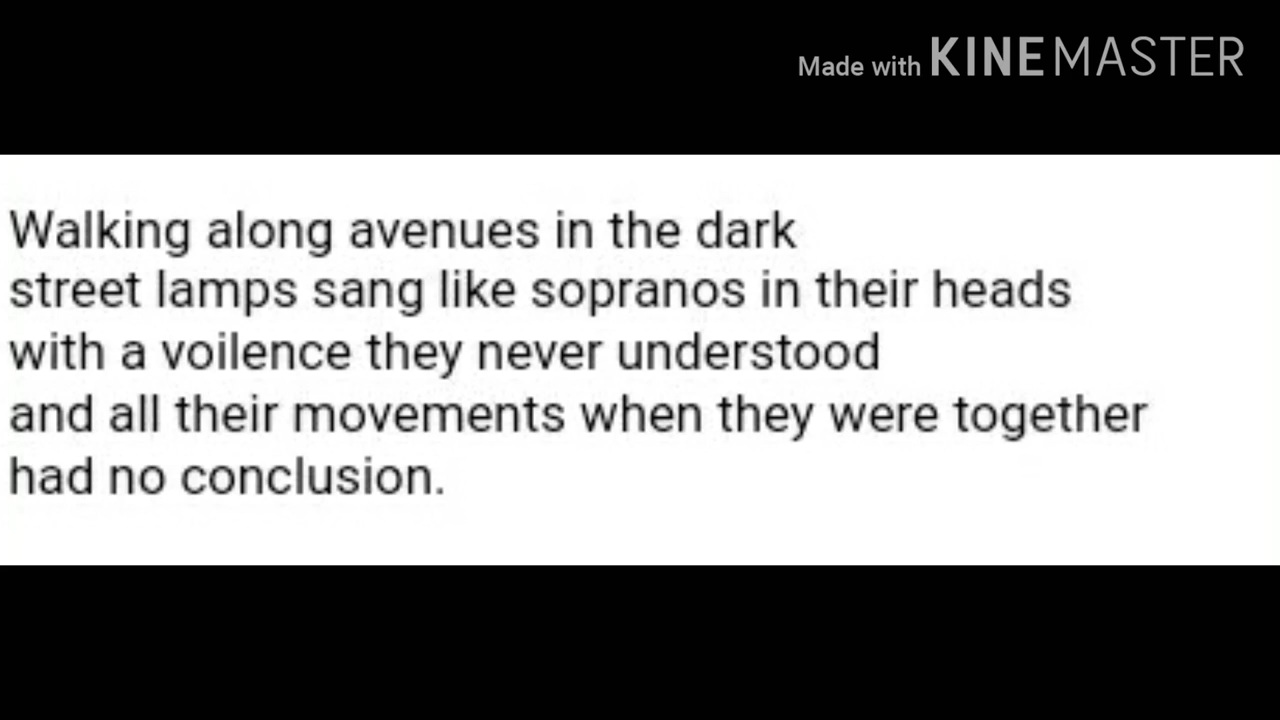 Made with KINEMASTER
Walking along avenues in the dark
street lamps sang like sopranos in their heads
with a voilence they never understood
and all their movements when they were together
had no conclusion.